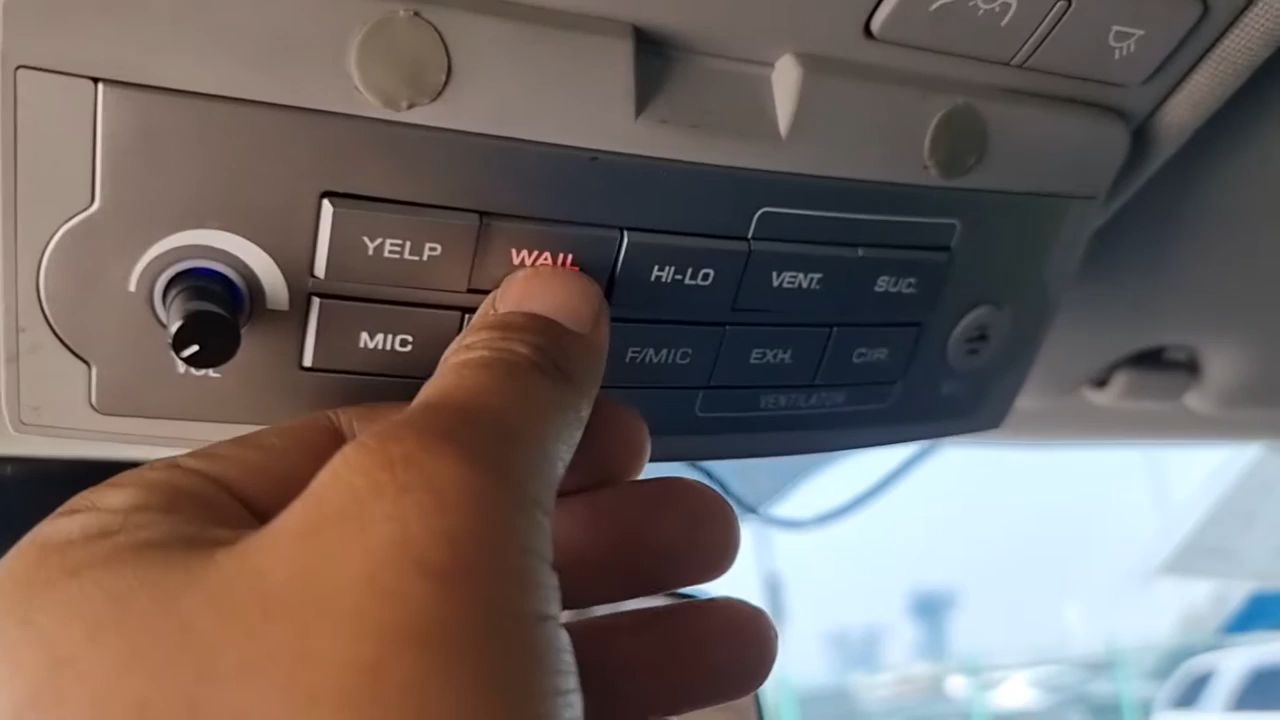 YELP WAIL HI-LO VENT. SUC.
MIC F/MIC EXH. CIR.
VENTILATOR
VOL